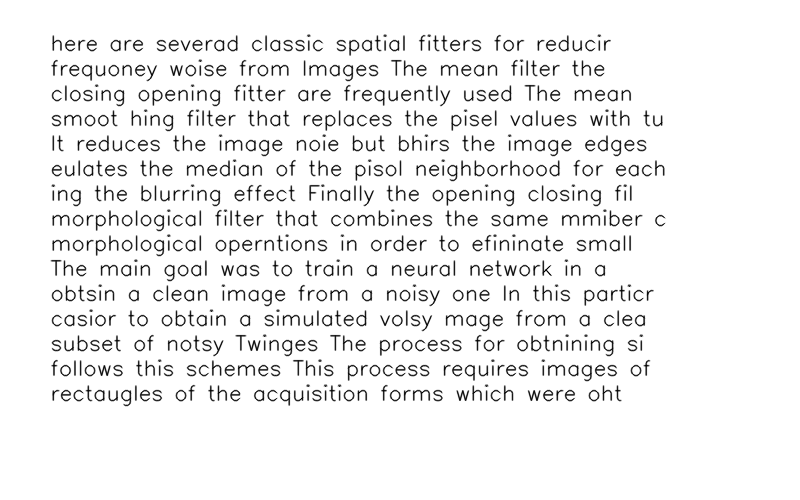 here are severad classic spatial fitters for reducir
frequoney woise from Images The mean filter the
closing opening fitter are frequently used The mean
smoot hing filter that replaces the pisel values with tu
It reduces the image noie but bhirs the image edges
eulates the median of the pisol neighborhood for each
ing the blurring effect Finally the opening closing fil
morphological filter that combines the same mmiber c
morphological operntions in order to efininate small
The main goal was to train a neural network in a
obtsin a clean image from a noisy one In this particr
casior to obtain a simulated volsy mage from a clea
subset of notsy Twinges The process for obtnining si
follows this schemes This process requires images of
rectaugles of the acquisition forms which were oht